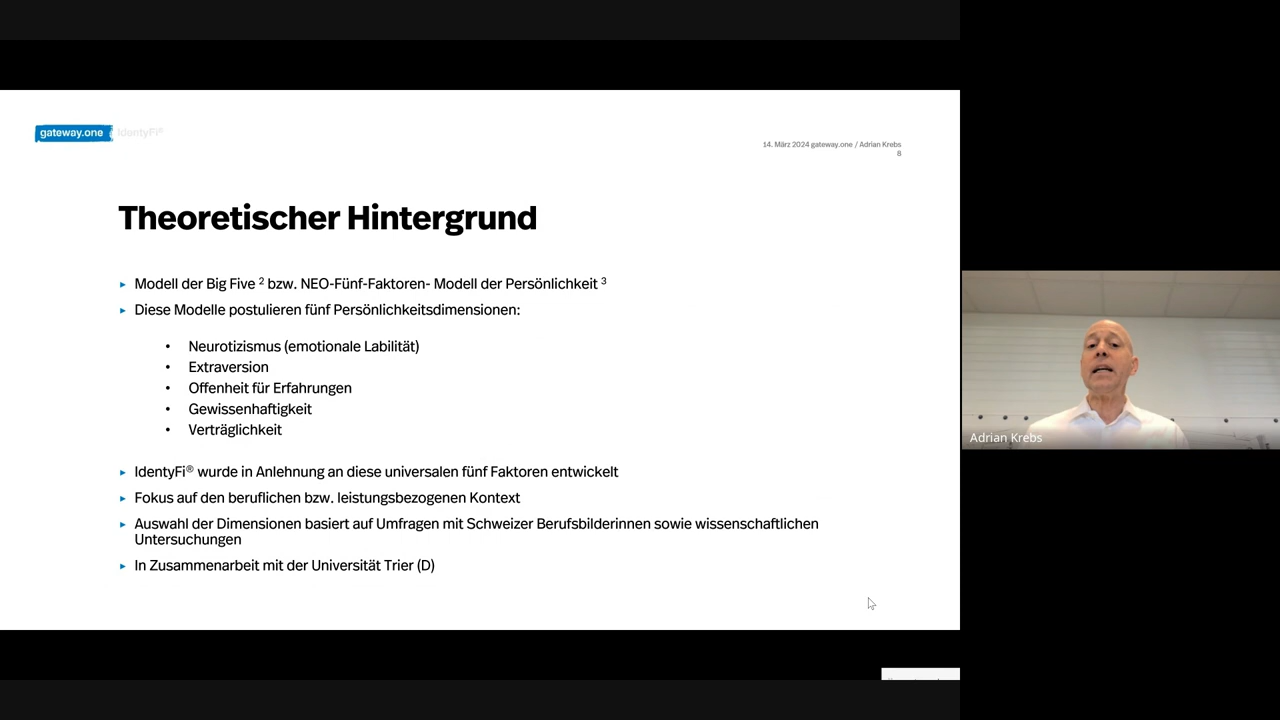 gateway.one IdentyFi®
14. März 2024 gateway.one / Adrian Krebs
8
Theoretischer Hintergrund
▸ Modell der Big Five ² bzw. NEO-Fünf-Faktoren- Modell der Persönlichkeit ³
▸ Diese Modelle postulieren fünf Persönlichkeitsdimensionen:
• Neurotizismus (emotionale Labilität)
• Extraversion
• Offenheit für Erfahrungen
• Gewissenhaftigkeit
• Verträglichkeit
▸ IdentyFi® wurde in Anlehnung an diese universalen fünf Faktoren entwickelt
▸ Fokus auf den beruflichen bzw. leistungsbezogenen Kontext
▸ Auswahl der Dimensionen basiert auf Umfragen mit Schweizer Berufsbilderinnen sowie wissenschaftlichen
Untersuchungen
▸ In Zusammenarbeit mit der Universität Trier (D)
Adrian Krebs